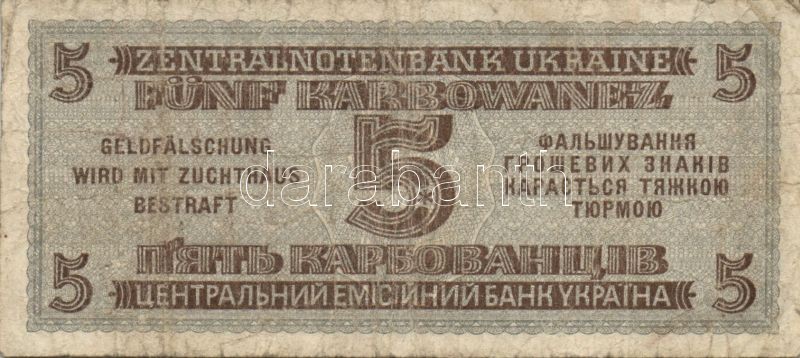 5 ZENTRALNOTENBANK UKRAINE 5
FÜNF KARBOWANEZ
GELDFÄLSCHUNG
WIRD MIT ZUCHTHAUS
BESTRAFT
5
ФАЛЬШУВАННЯ
ГРОШЕВИХ ЗНАКІВ
КАРАЄТЬСЯ ТЯЖКОЮ
ТЮРМОЮ
darabanth
П'ЯТЬ КАРБОВАНЦІВ
5 ЦЕНТРАЛЬНИЙ ЕМІСІЙНИЙ БАНК УКРАЇНА 5